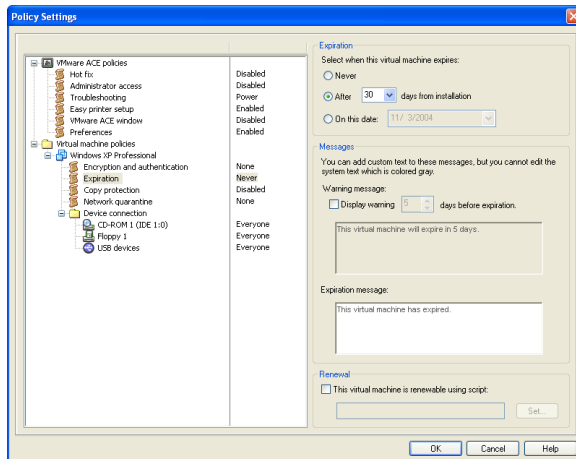 Policy Settings
VMware ACE policies
Hot fix Disabled
Administrator access Disabled
Troubleshooting Power
Easy printer setup Enabled
VMware ACE window Disabled
Preferences Enabled
Virtual machine policies
Windows XP Professional
Encryption and authentication None
Expiration Never
Copy protection Disabled
Network quarantine None
Device connection
CD-ROM 1 (IDE 1:0) Everyone
Floppy 1 Everyone
USB devices Everyone
Expiration
Select when this virtual machine expires:
Never
After 30 days from installation
On this date: 11/ 3/2004
Messages
You can add custom text to these messages, but you cannot edit the
system text which is colored gray.
Warning message:
Display warning 5 days before expiration.
This virtual machine will expire in 5 days.
Expiration message:
This virtual machine has expired.
Renewal
This virtual machine is renewable using script:
Set...
OK Cancel Help